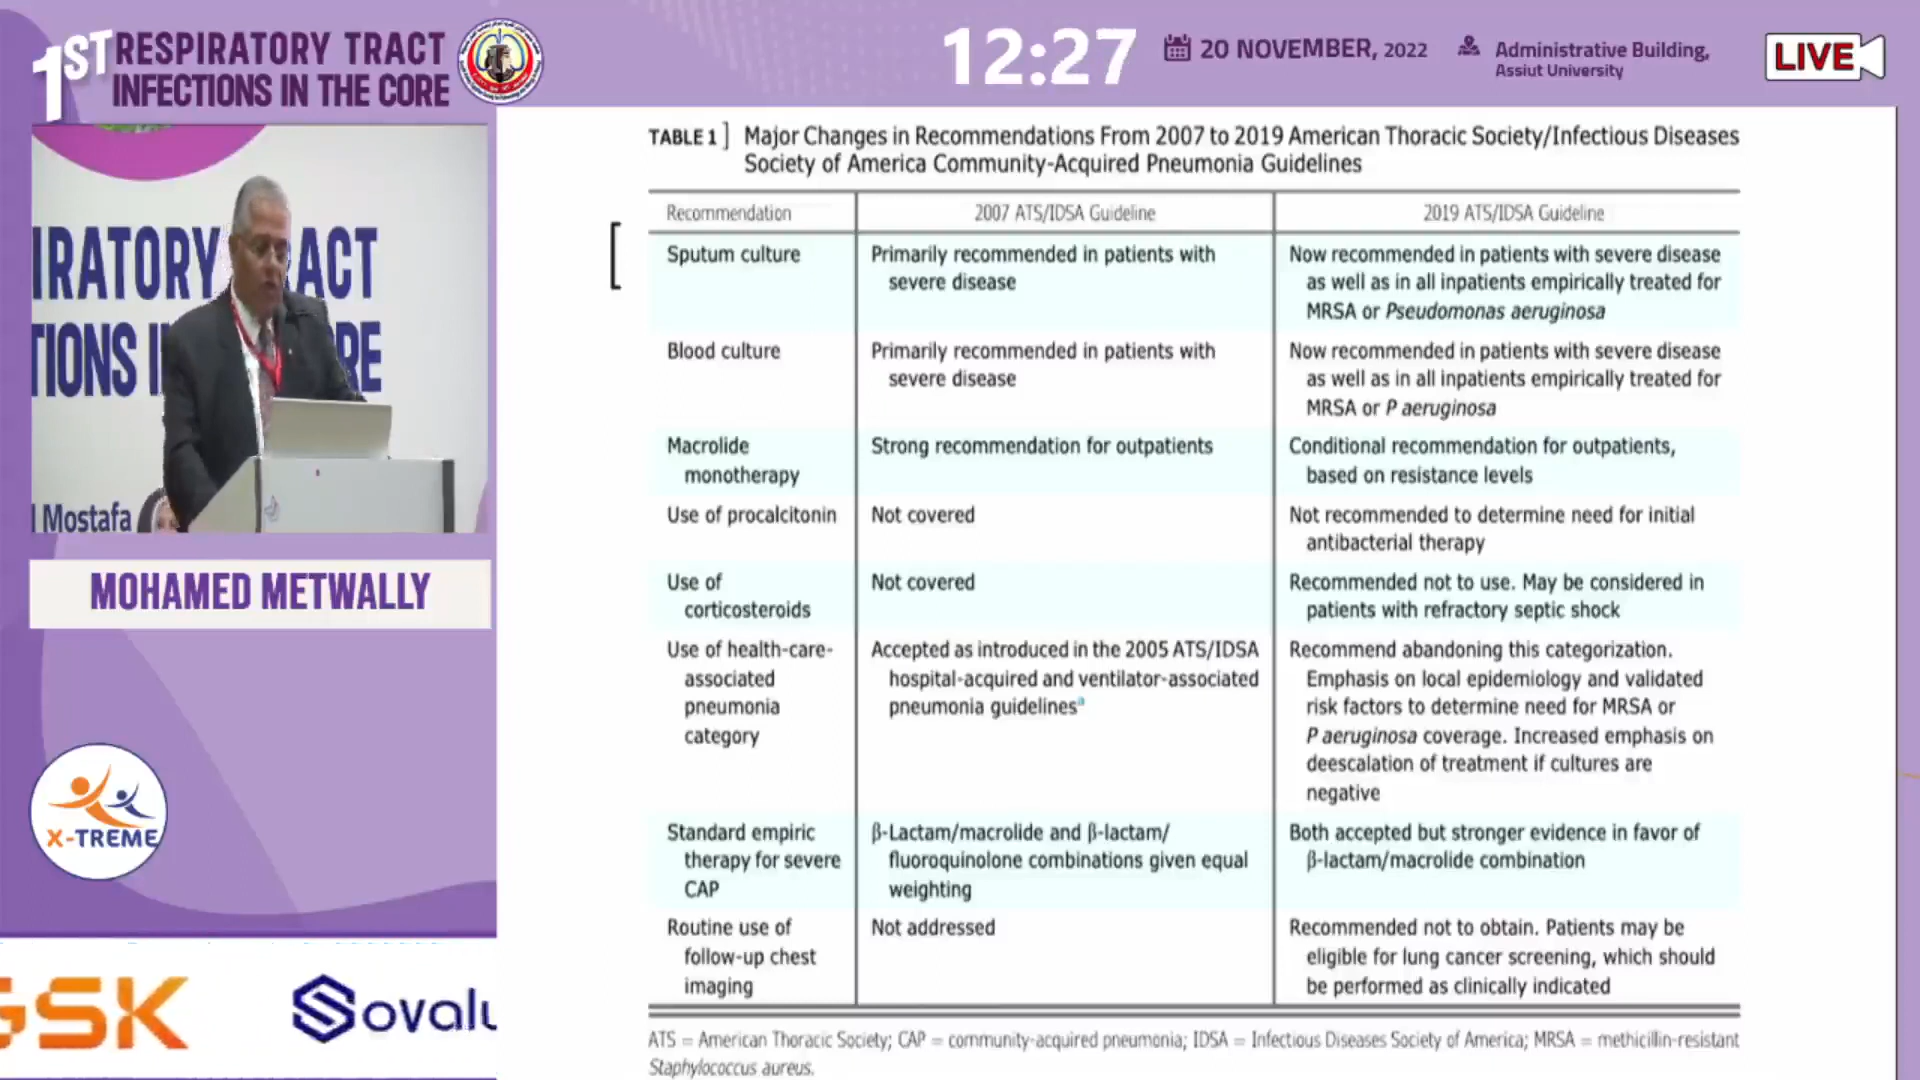 1ST RESPIRATORY TRACT
INFECTIONS IN THE CORE
12:27
20 NOVEMBER, 2022
Administrative Building,
Assiut University
LIVE
IRATORY TRACT
TIONS I
RE
l Mostafa
MOHAMED METWALLY
X-TREME
GSK
Sovalu
TABLE 1 ] Major Changes in Recommendations From 2007 to 2019 American Thoracic Society/Infectious Diseases
Society of America Community-Acquired Pneumonia Guidelines
[
Recommendation 2007 ATS/IDSA Guideline 2019 ATS/IDSA Guideline
Sputum culture Primarily recommended in patients with Now recommended in patients with severe disease
severe disease as well as in all inpatients empirically treated for
MRSA or Pseudomonas aeruginosa
Blood culture Primarily recommended in patients with Now recommended in patients with severe disease
severe disease as well as in all inpatients empirically treated for
MRSA or P aeruginosa
Macrolide Strong recommendation for outpatients Conditional recommendation for outpatients,
monotherapy based on resistance levels
Use of procalcitonin Not covered Not recommended to determine need for initial
antibacterial therapy
Use of Not covered Recommended not to use. May be considered in
corticosteroids patients with refractory septic shock
Use of health-care- Accepted as introduced in the 2005 ATS/IDSA Recommend abandoning this categorization.
associated hospital-acquired and ventilator-associated Emphasis on local epidemiology and validated
pneumonia pneumonia guidelinesª risk factors to determine need for MRSA or
category P aeruginosa coverage. Increased emphasis on
deescalation of treatment if cultures are
negative
Standard empiric β-Lactam/macrolide and β-lactam/ Both accepted but stronger evidence in favor of
therapy for severe fluoroquinolone combinations given equal β-lactam/macrolide combination
CAP weighting
Routine use of Not addressed Recommended not to obtain. Patients may be
follow-up chest eligible for lung cancer screening, which should
imaging be performed as clinically indicated
ATS = American Thoracic Society; CAP = community-acquired pneumonia; IDSA = Infectious Diseases Society of America; MRSA = methicillin-resistant
Staphylococcus aureus.